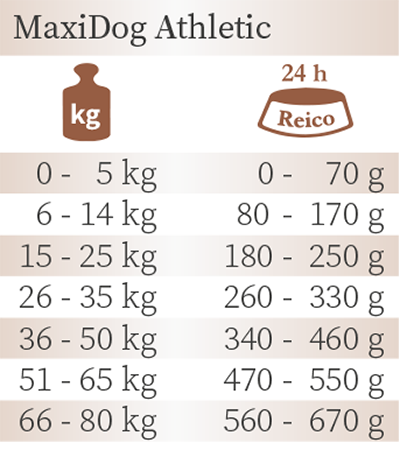 MaxiDog Athletic
kg
24 h
Reico
0 - 5 kg 0 - 70 g
6 - 14 kg 80 - 170 g
15 - 25 kg 180 - 250 g
26 - 35 kg 260 - 330 g
36 - 50 kg 340 - 460 g
51 - 65 kg 470 - 550 g
66 - 80 kg 560 - 670 g